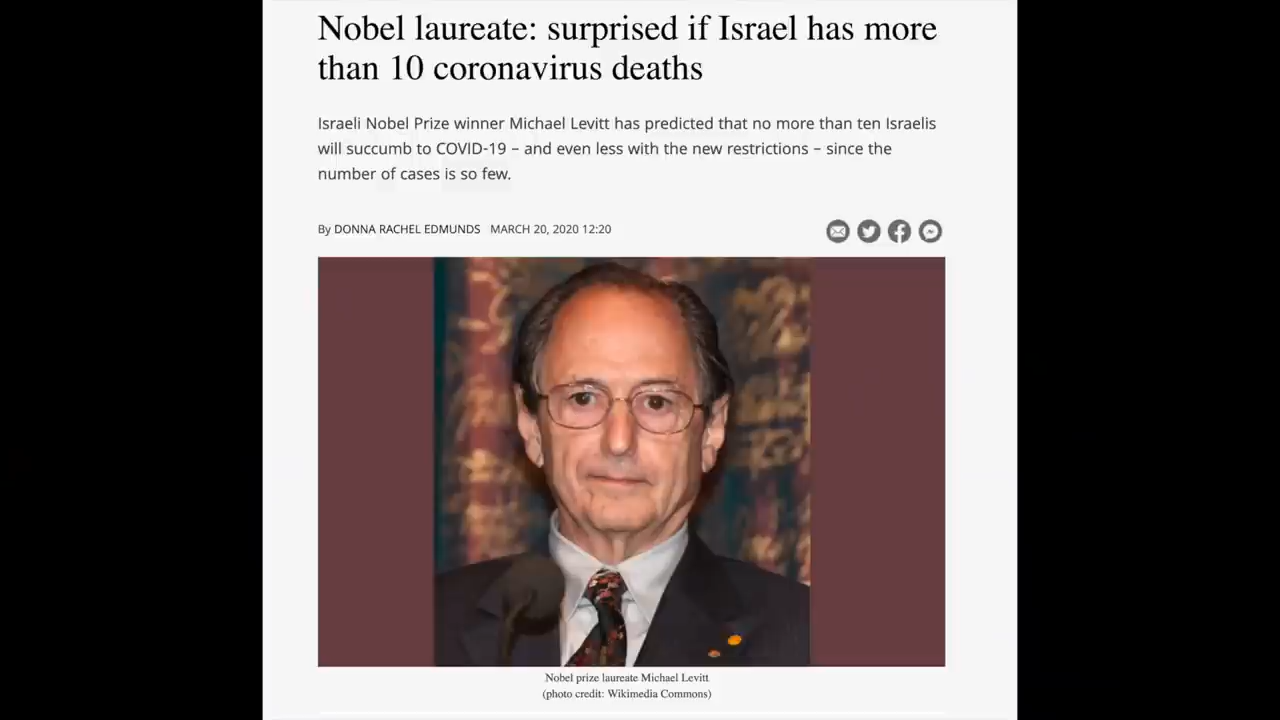 Nobel laureate: surprised if Israel has more
than 10 coronavirus deaths
Israeli Nobel Prize winner Michael Levitt has predicted that no more than ten Israelis
will succumb to COVID-19 – and even less with the new restrictions – since the
number of cases is so few.
By DONNA RACHEL EDMUNDS MARCH 20, 2020 12:20
Nobel prize laureate Michael Levitt
(photo credit: Wikimedia Commons)